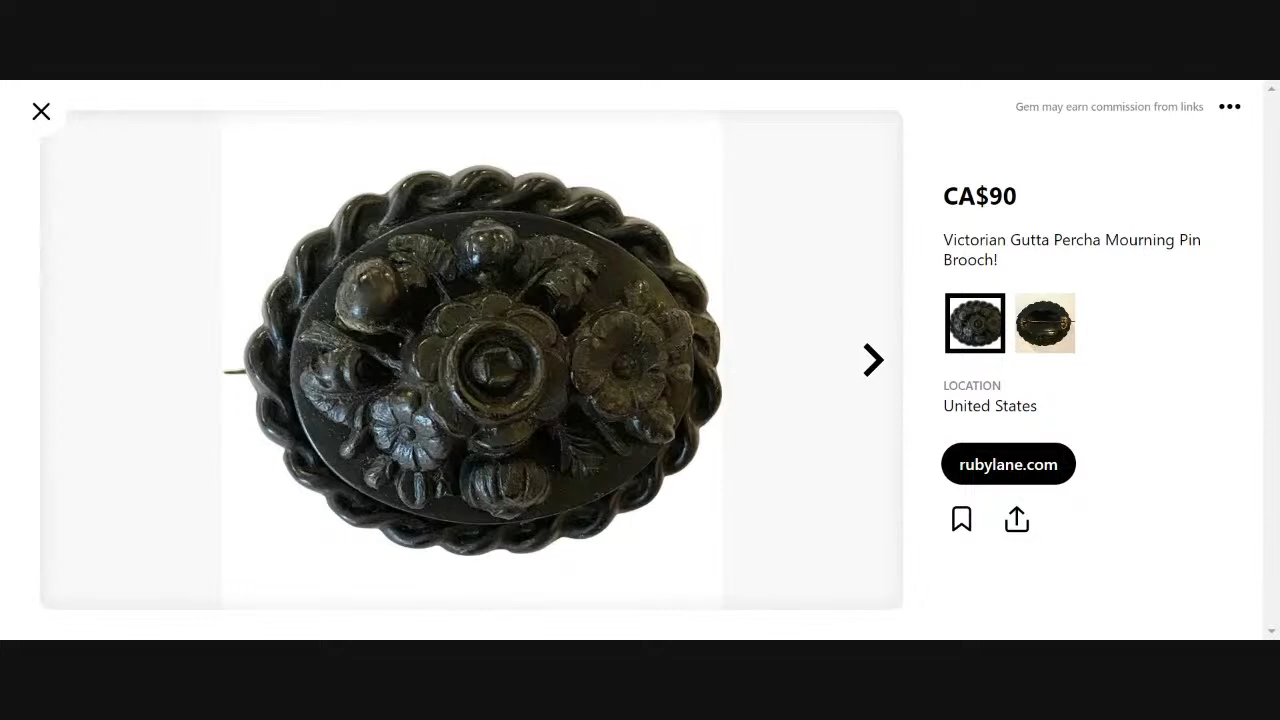 Gem may earn commission from links
CA$90
Victorian Gutta Percha Mourning Pin
Brooch!
LOCATION
United States
rubylane.com